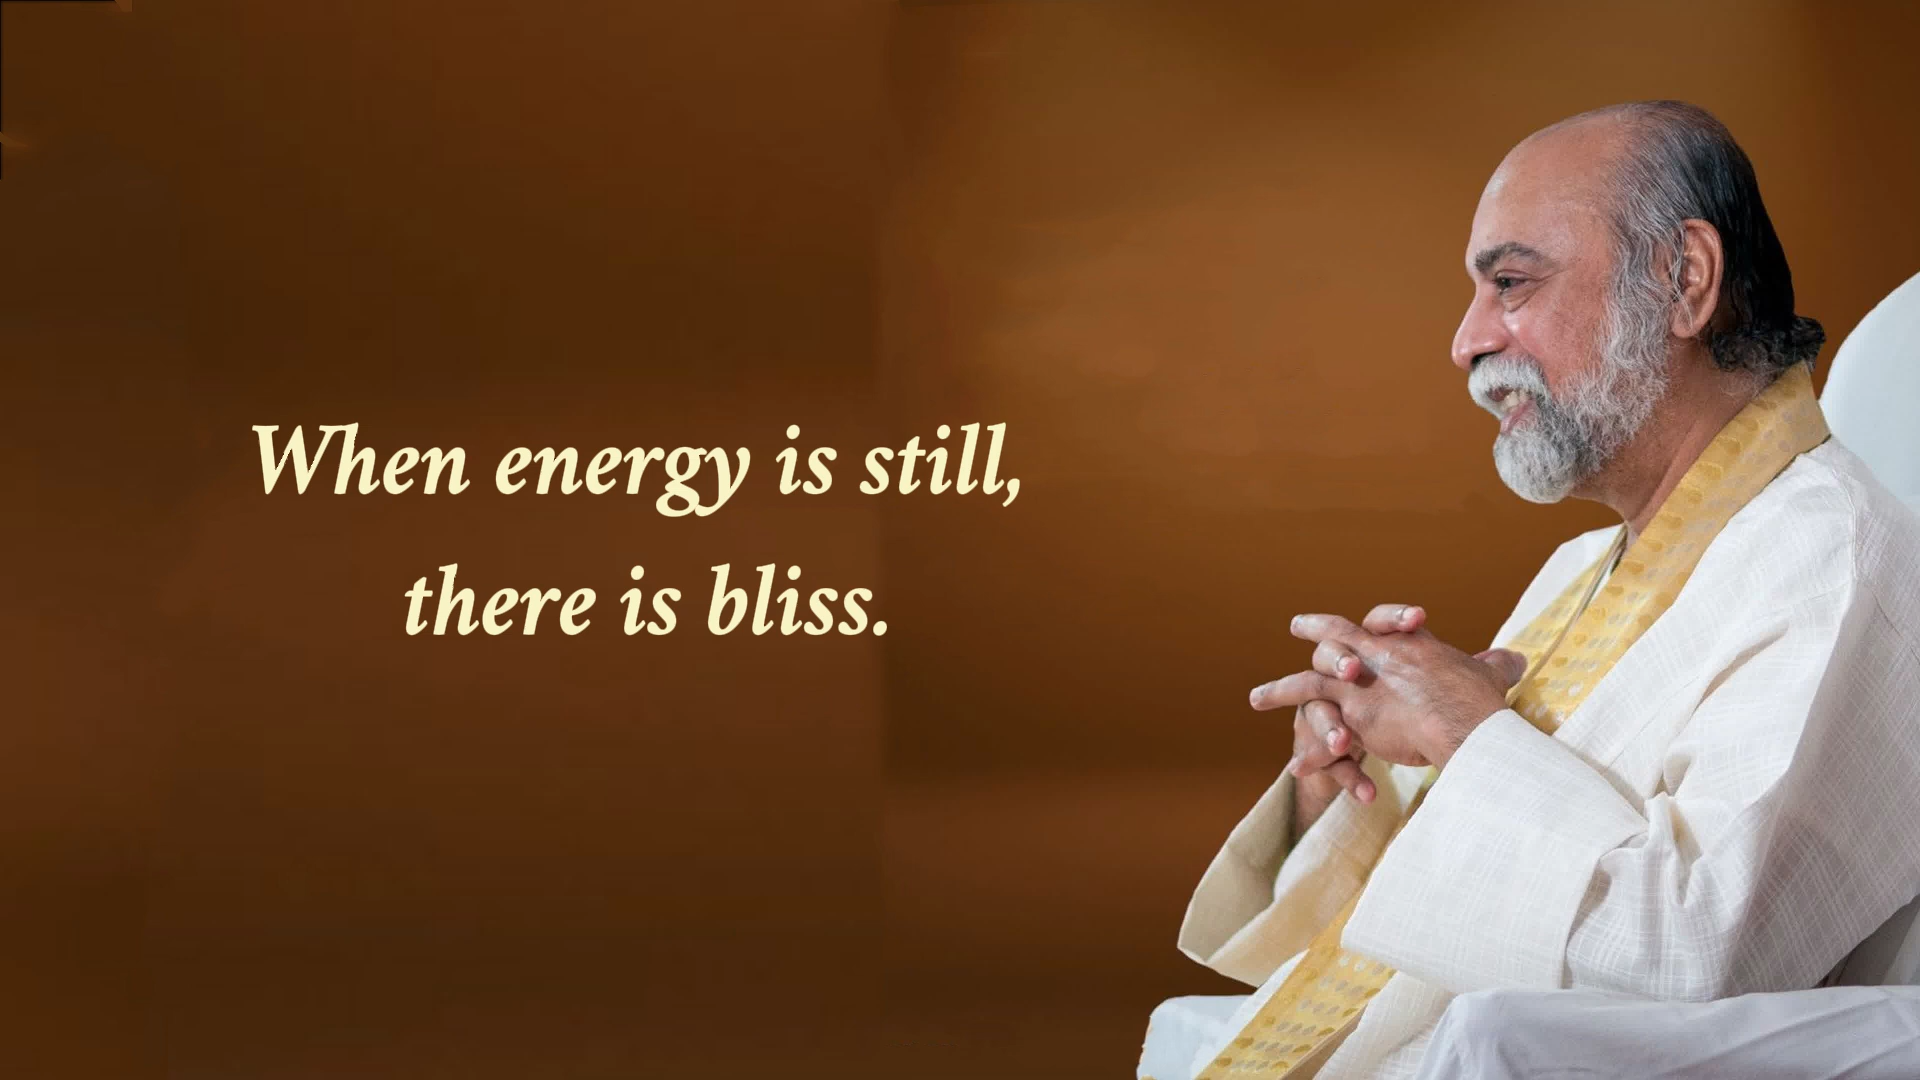 When energy is still,
there is bliss.